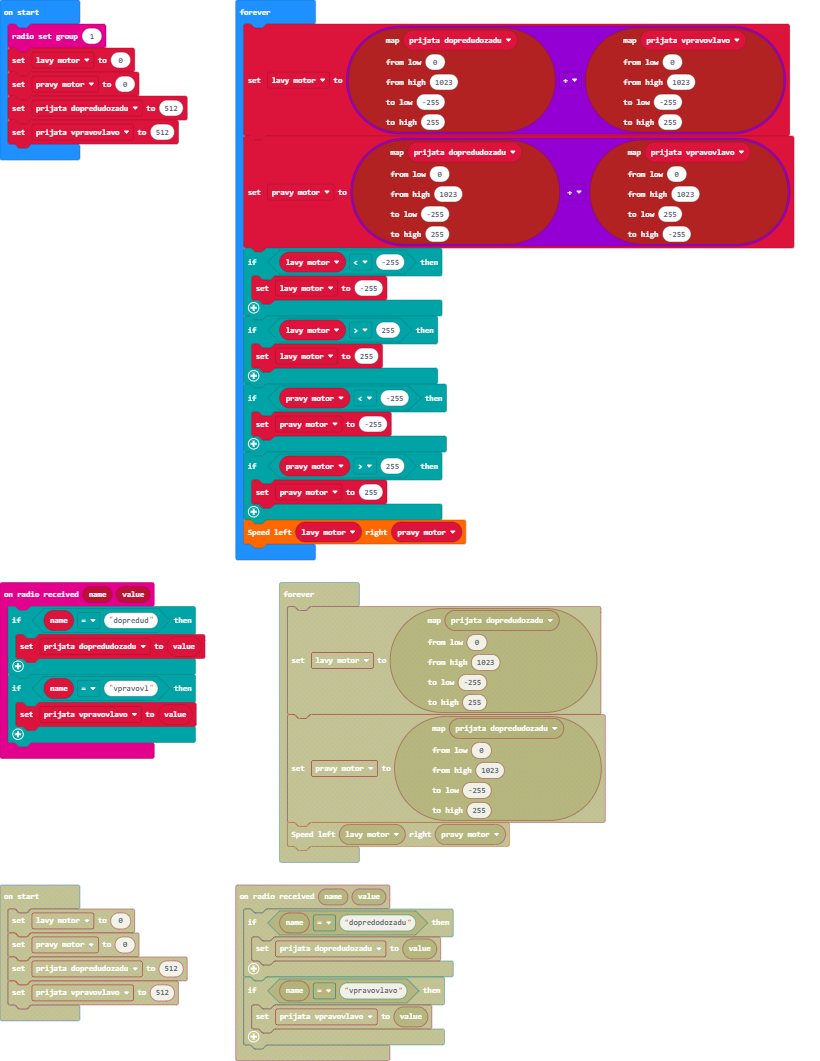 on start
radio set group 1
set lavy motor to 0
set pravy motor to 0
set prijata dopredudozadu to 512
set prijata vpravovlavo to 512
forever
map prijata dopredudozadu map prijata vpravovlavo
from low 0 from low 0
from high 1023 from high 1023
set lavy motor to + 
to low -255 to low -255
to high 255 to high 255
map prijata dopredudozadu map prijata vpravovlavo
from low 0 from low 0
from high 1023 from high 1023
set pravy motor to +
to low -255 to low 255
to high 255 to high -255
if lavy motor < -255 then
set lavy motor to -255
if lavy motor > 255 then
set lavy motor to 255
if pravy motor < -255 then
set pravy motor to -255
if pravy motor > 255 then
set pravy motor to 255
Speed left lavy motor right pravy motor
on radio received name value
if name = "dopredud" then
set prijata dopredudozadu to value
if name = "vpravovl" then
set prijata vpravovlavo to value
forever
map prijata dopredudozadu
from low 0
set lavy motor to from high 1023
to low -255
to high 255
map prijata dopredudozadu
from low 0
set pravy motor to from high 1023
to low -255
to high 255
Speed left lavy motor right pravy motor
on start
set lavy motor to 0
set pravy motor to 0
set prijata dopredudozadu to 512
set prijata vpravovlavo to 512
on radio received name value
if name = "dopredodozadu" then
set prijata dopredudozadu to value
if name = "vpravovlavo" then
set prijata vpravovlavo to value